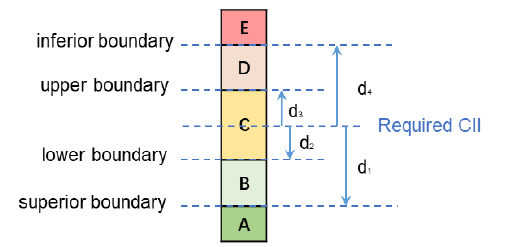 E
inferior boundary
D
d₄
upper boundary
d₃
C
Required CII
d₂
lower boundary
d₁
B
superior boundary
A